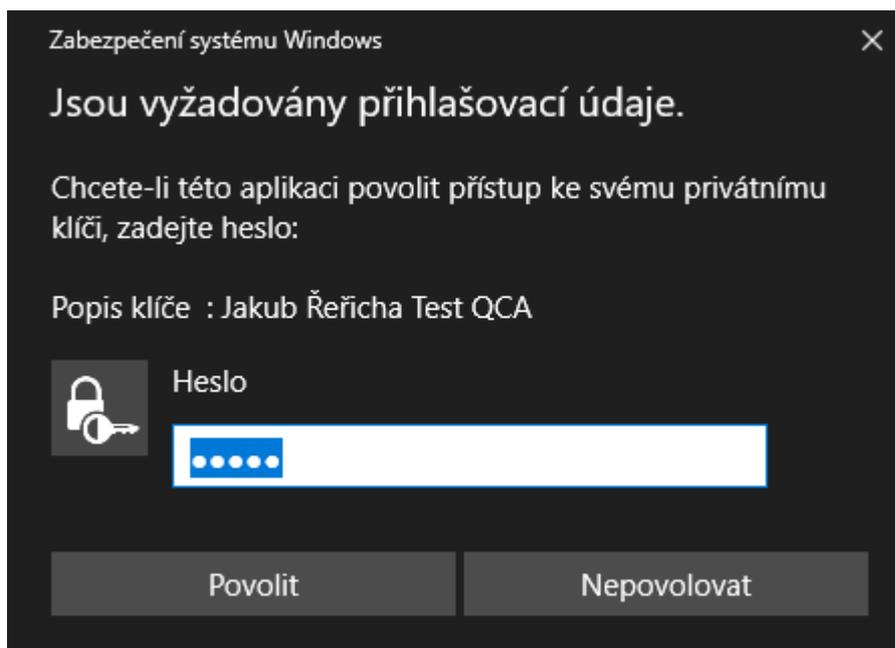 Zabezpečení systému Windows
Jsou vyžadovány přihlašovací údaje.
Chcete-li této aplikaci povolit přístup ke svému privátnímu
klíči, zadejte heslo:
Popis klíče : Jakub Řeřicha Test QCA
Heslo
●●●●●
Povolit
Nepovolovat